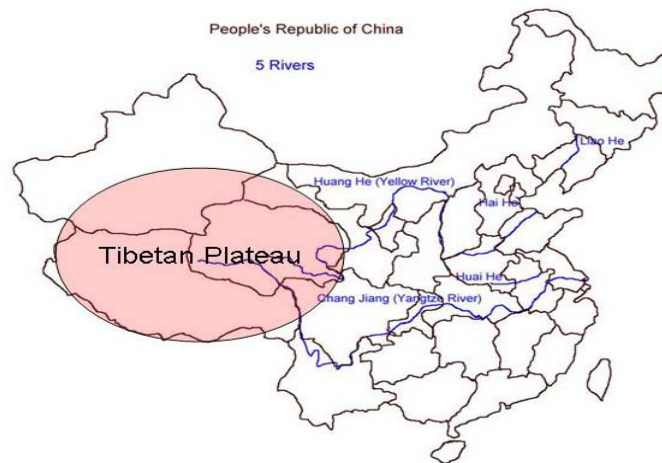 People's Republic of China
5 Rivers
Liao He
Huang He (Yellow River)
Hai He
Tibetan Plateau
Huai He
Chang Jiang (Yangtze River)